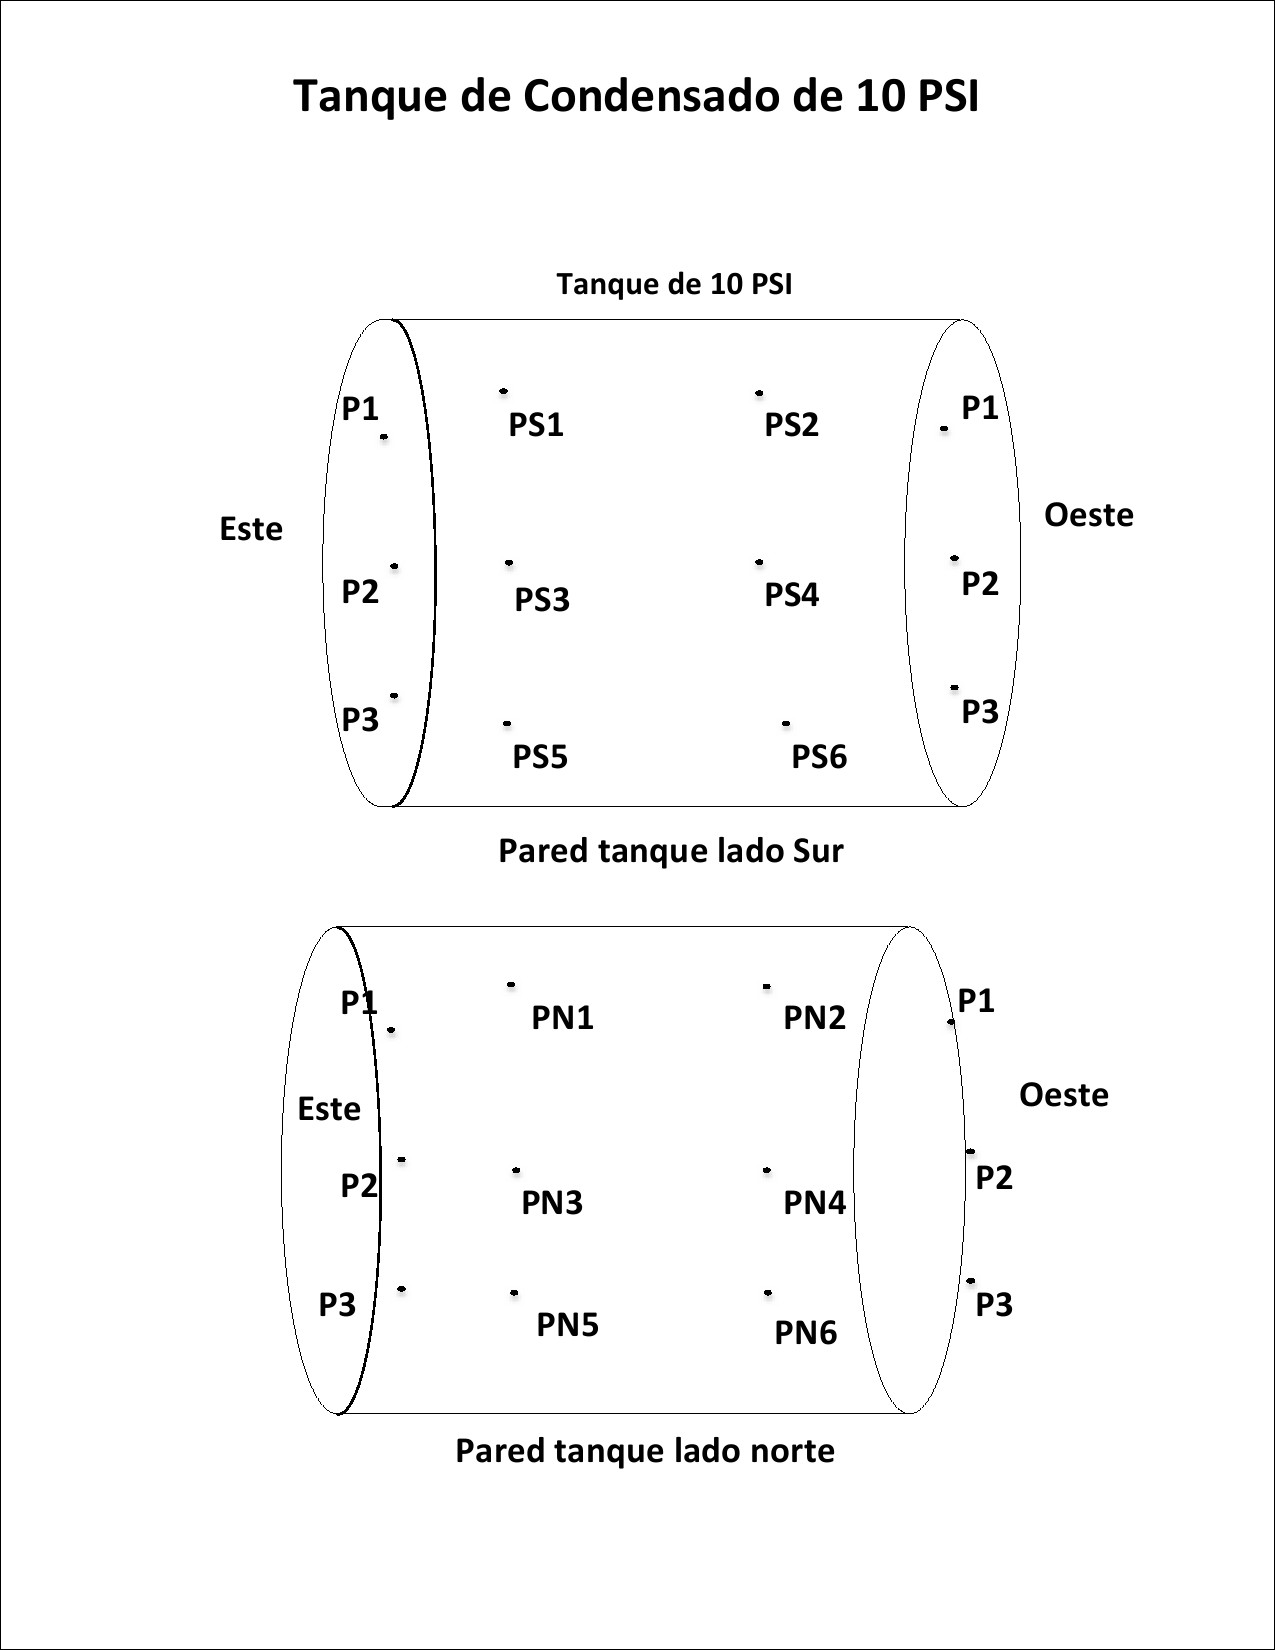 Tanque de Condensado de 10 PSI
Tanque de 10 PSI
P1
PS1
PS2
P1
Este
Oeste
P2
PS3
PS4
P2
P3
PS5
PS6
P3
Pared tanque lado Sur
P1
PN1
PN2
P1
Este
Oeste
P2
PN3
PN4
P2
P3
PN5
PN6
P3
Pared tanque lado norte